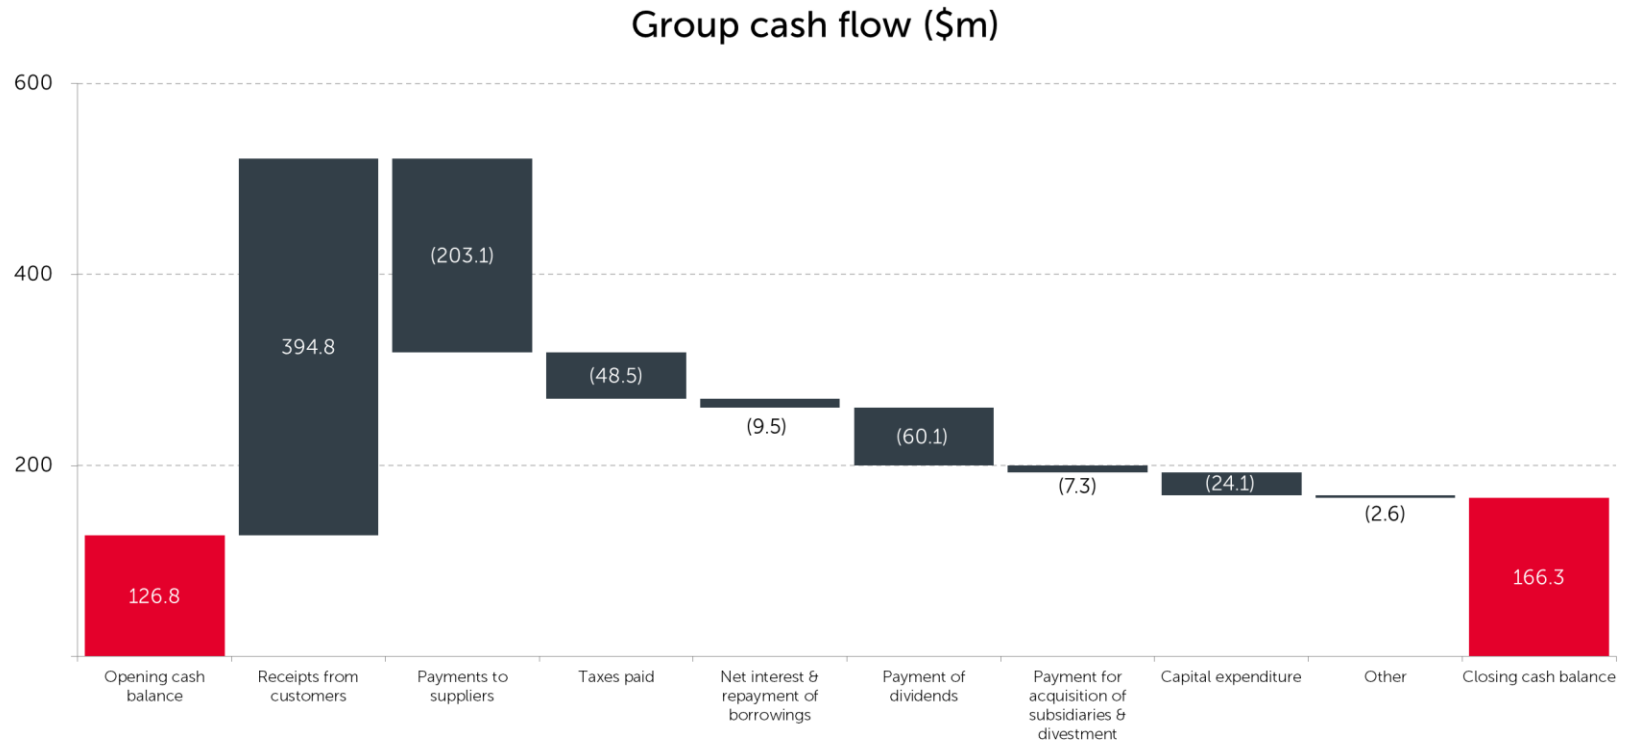 Group cash flow ($m)
600
400
200
126.8
394.8
(203.1)
(48.5)
(9.5)
(60.1)
(7.3)
(24.1)
(2.6)
166.3
Opening cash
balance
Receipts from
customers
Payments to
suppliers
Taxes paid
Net interest &
repayment of
borrowings
Payment of
dividends
Payment for
acquisition of
subsidiaries &
divestment
Capital expenditure
Other
Closing cash balance